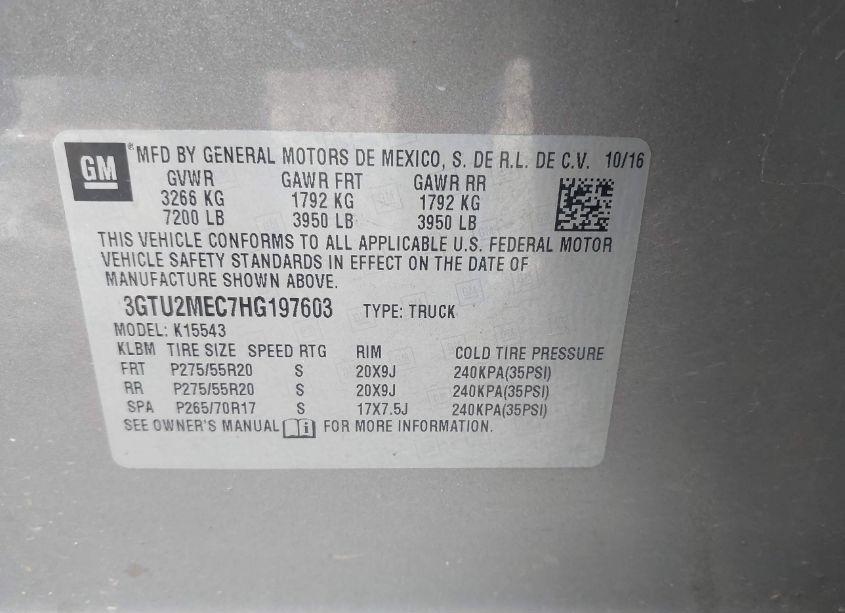 GM ® MFD BY GENERAL MOTORS DE MEXICO, S. DE R.L. DE C.V. 10/16
GVWR GAWR FRT GAWR RR
3266 KG 1792 KG 1792 KG
7200 LB 3950 LB 3950 LB
THIS VEHICLE CONFORMS TO ALL APPLICABLE U.S. FEDERAL MOTOR
VEHICLE SAFETY STANDARDS IN EFFECT ON THE DATE OF
MANUFACTURE SHOWN ABOVE.
3GTU2MEC7HG197603 TYPE: TRUCK
MODEL: K15543
KLBM TIRE SIZE SPEED RTG RIM COLD TIRE PRESSURE
FRT P275/55R20 S 20X9J 240KPA(35PSI)
RR P275/55R20 S 20X9J 240KPA(35PSI)
SPA P265/70R17 S 17X7.5J 240KPA(35PSI)
SEE OWNER'S MANUAL FOR MORE INFORMATION.